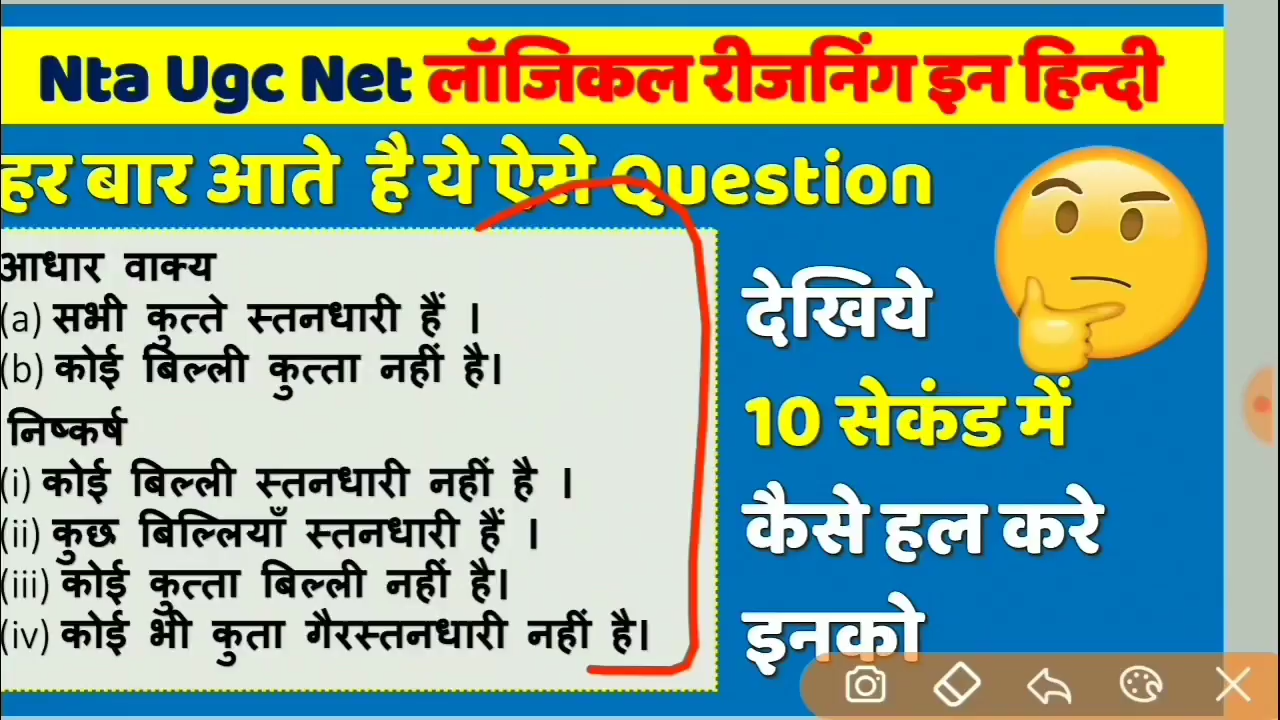 Nta Ugc Net लॉजिकल रीजनिंग इन हिन्दी
हर बार आते है ये ऐसे Question
आधार वाक्य
(a) सभी कुत्ते स्तनधारी हैं ।
(b) कोई बिल्ली कुत्ता नहीं है।
निष्कर्ष
(i) कोई बिल्ली स्तनधारी नहीं है ।
(ii) कुछ बिल्लियाँ स्तनधारी हैं ।
(iii) कोई कुत्ता बिल्ली नहीं है।
(iv) कोई भी कुता गैरस्तनधारी नहीं है।
देखिये
10 सेकंड में
कैसे हल करे
इनको